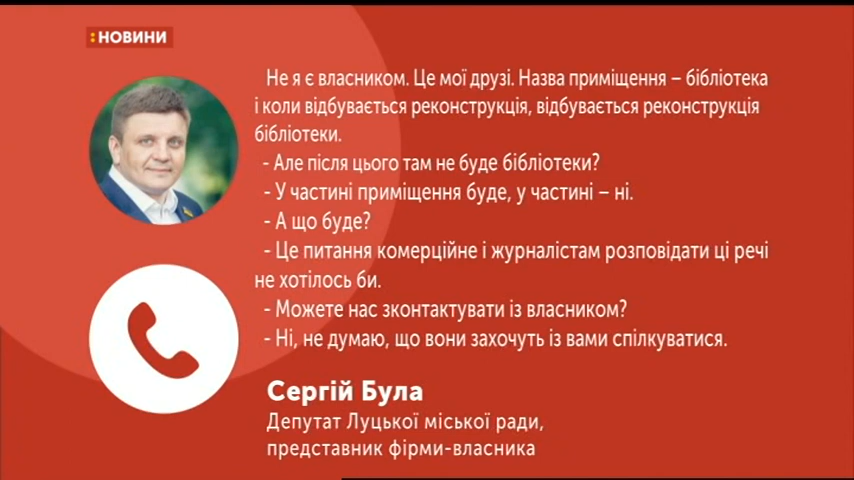 :НОВИНИ
Не я є власником. Це мої друзі. Назва приміщення – бібліотека
і коли відбувається реконструкція, відбувається реконструкція
бібліотеки.
- Але після цього там не буде бібліотеки?
- У частині приміщення буде, у частині – ні.
- А що буде?
- Це питання комерційне і журналістам розповідати ці речі
не хотілось би.
- Можете нас зконтактувати із власником?
- Ні, не думаю, що вони захочуть із вами спілкуватися.
Сергій Була
Депутат Луцької міської ради,
представник фірми-власника